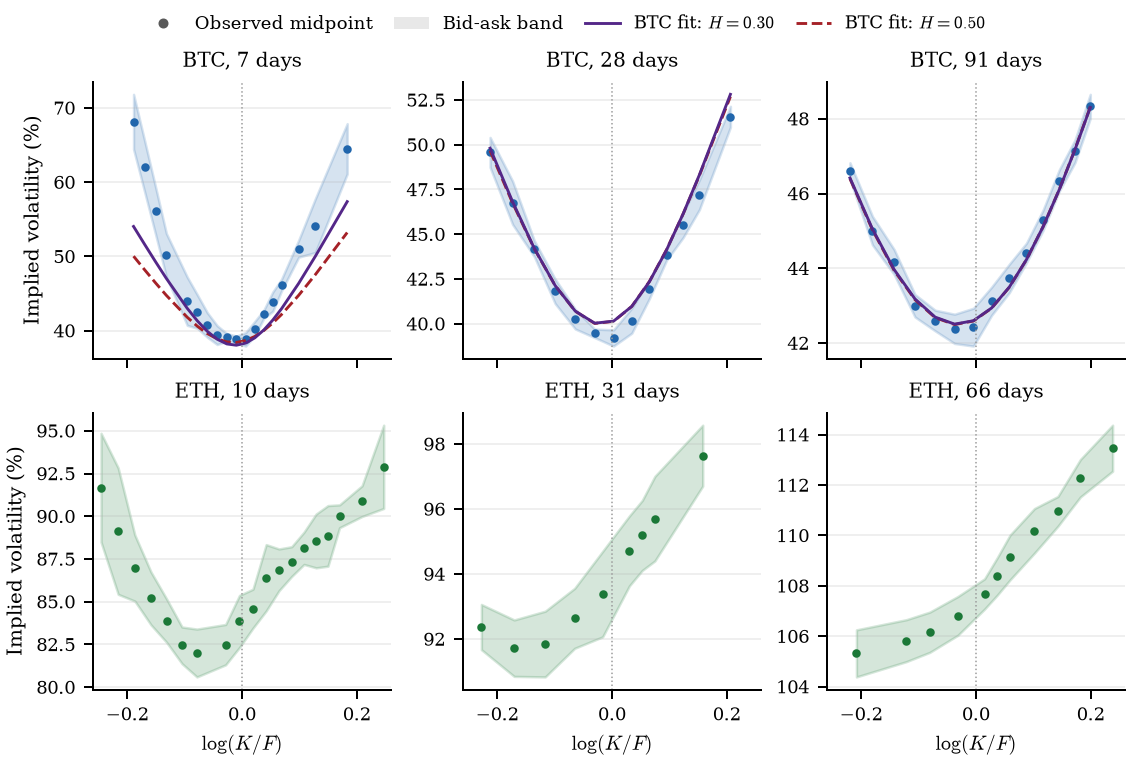 Observed midpoint Bid-ask band BTC fit: H = 0.30 BTC fit: H = 0.50
BTC, 7 days
Implied volatility (%)
70
60
50
40
BTC, 28 days
52.5
50.0
47.5
45.0
42.5
40.0
BTC, 91 days
48
46
44
42
ETH, 10 days
Implied volatility (%)
95.0
92.5
90.0
87.5
85.0
82.5
80.0
−0.2 0.0 0.2
log(K/F)
ETH, 31 days
98
96
94
92
−0.2 0.0 0.2
log(K/F)
ETH, 66 days
114
112
110
108
106
104
−0.2 0.0 0.2
log(K/F)